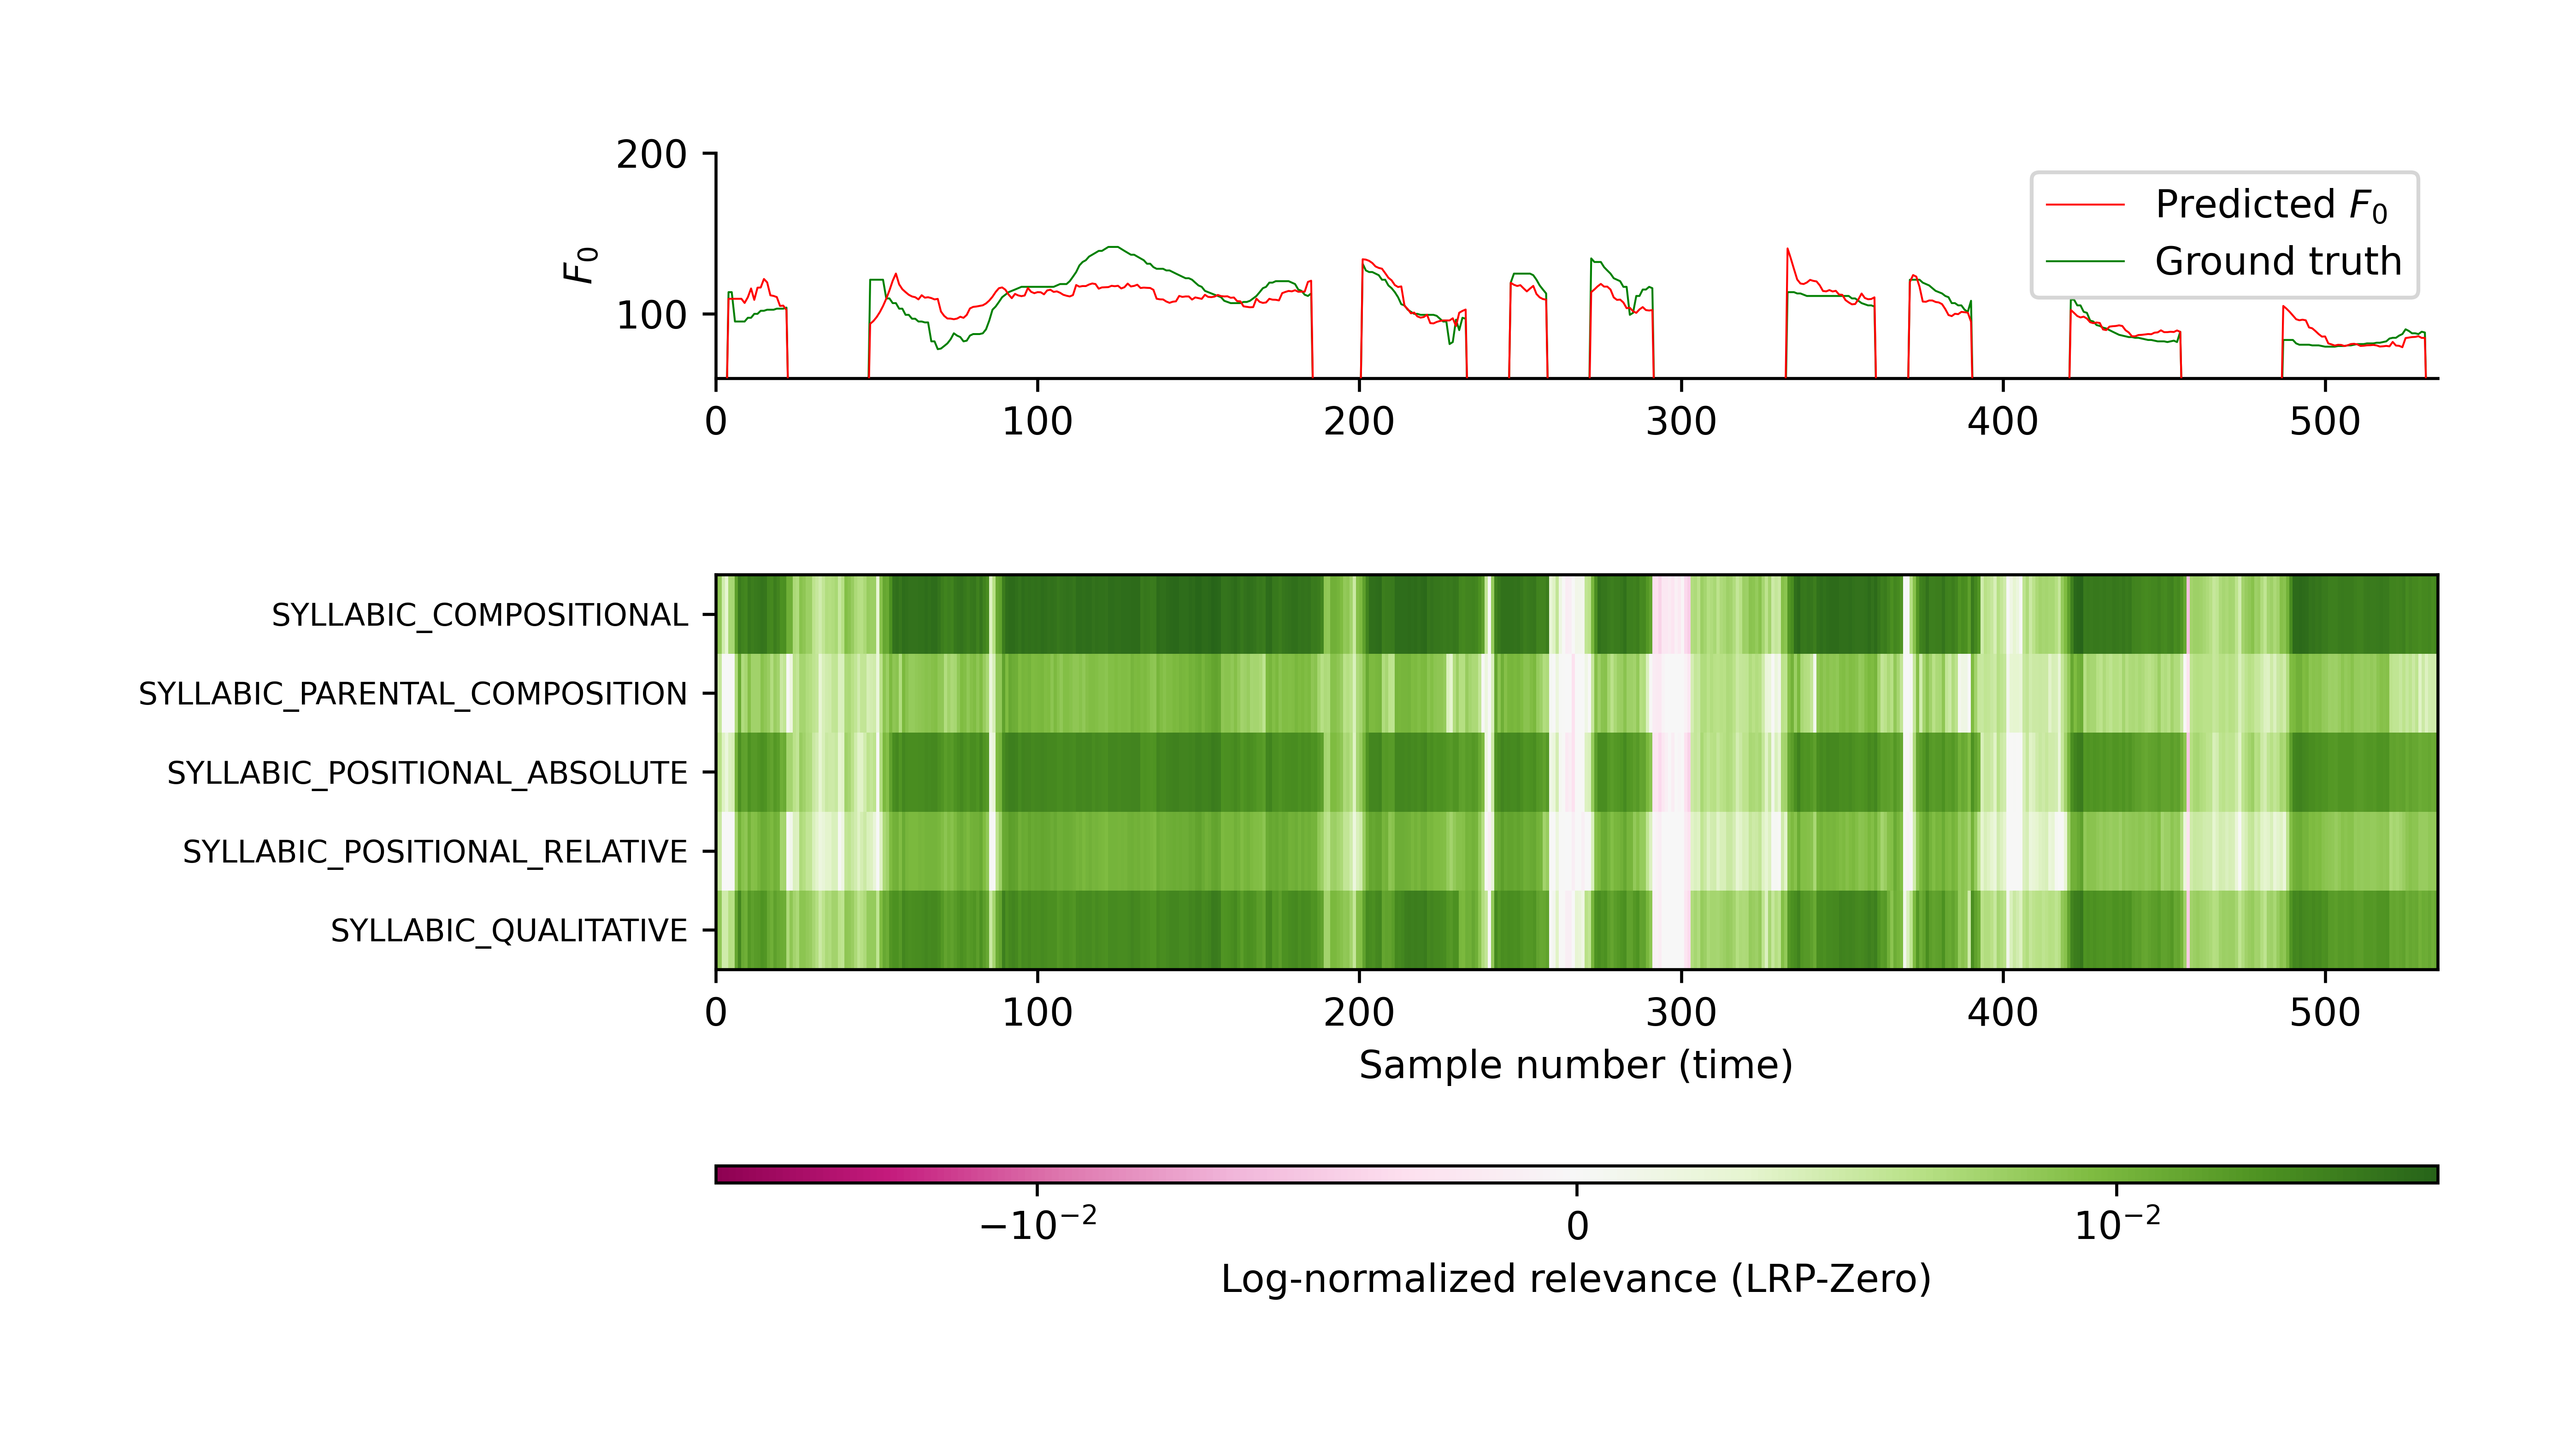 200
100
F₀
Predicted F₀
Ground truth
0 100 200 300 400 500
SYLLABIC_COMPOSITIONAL
SYLLABIC_PARENTAL_COMPOSITION
SYLLABIC_POSITIONAL_ABSOLUTE
SYLLABIC_POSITIONAL_RELATIVE
SYLLABIC_QUALITATIVE
0 100 200 300 400 500
Sample number (time)
−10⁻² 0 10⁻²
Log-normalized relevance (LRP-Zero)